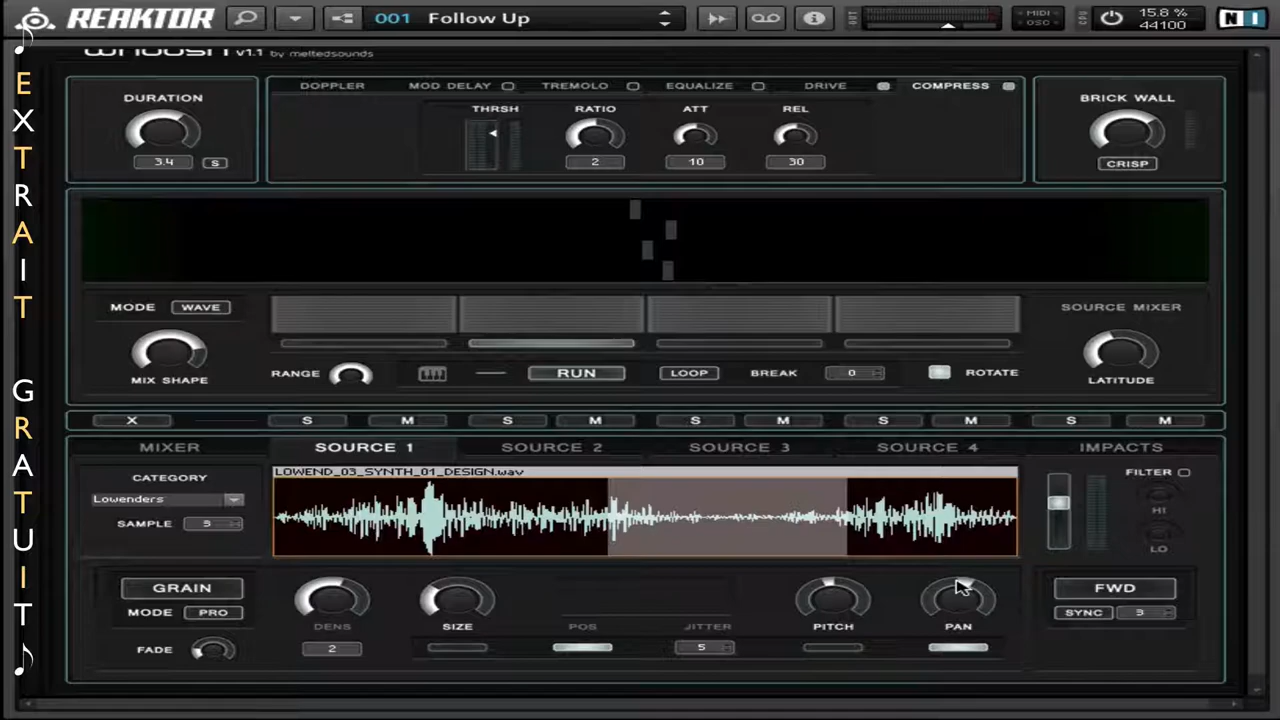 REAKTOR
001 Follow Up
MIDI
OSC
15.8 %
44100
WHOOSH v1.1 by meltedsounds
EXTRAIT GRATUIT
DURATION
3.4 S
DOPPLER MOD DELAY TREMOLO EQUALIZE DRIVE COMPRESS
THRSH RATIO ATT REL
2 10 30
BRICK WALL
CRISP
MODE WAVE
MIX SHAPE
RANGE RUN LOOP BREAK 0 ROTATE
SOURCE MIXER
LATITUDE
X S M S M S M S M S M
MIXER SOURCE 1 SOURCE 2 SOURCE 3 SOURCE 4 IMPACTS
CATEGORY
Lowenders
SAMPLE
LOWEND_03_SYNTH_01_DESIGN.wav
FILTER
HI
LO
GRAIN
MODE PRO
FADE
DENS SIZE POS JITTER PITCH PAN
2 5
FWD
SYNC